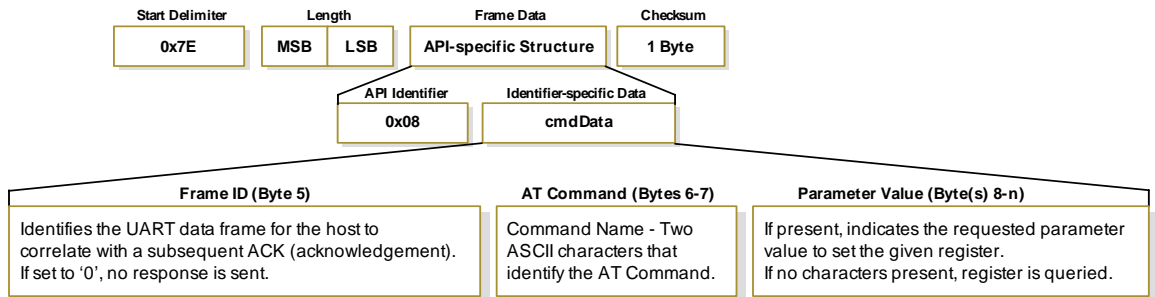 Start Delimiter Length Frame Data Checksum
0x7E MSB LSB API-specific Structure 1 Byte
API Identifier Identifier-specific Data
0x08 cmdData
Frame ID (Byte 5) AT Command (Bytes 6-7) Parameter Value (Byte(s) 8-n)
Identifies the UART data frame for the host to
correlate with a subsequent ACK (acknowledgement).
If set to ‘0’, no response is sent.
Command Name - Two
ASCII characters that
identify the AT Command.
If present, indicates the requested parameter
value to set the given register.
If no characters present, register is queried.